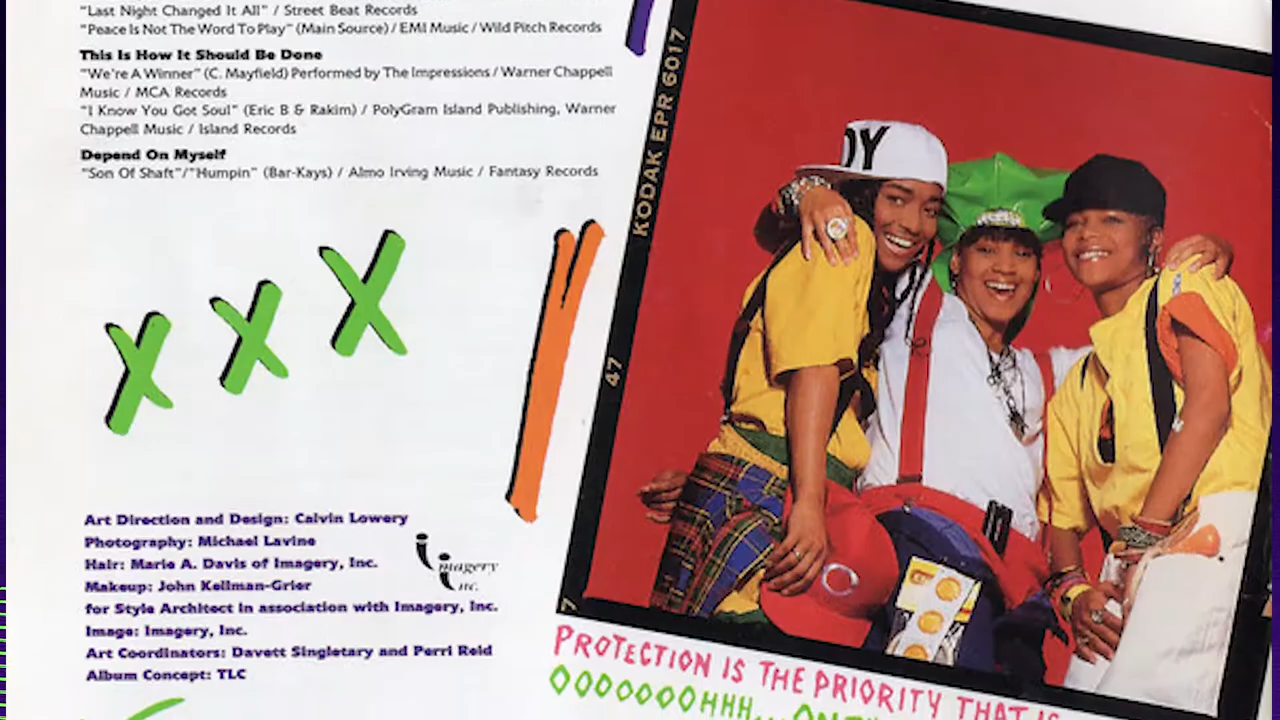 "Last Night Changed It All" / Street Beat Records
"Peace Is Not The Word To Play" (Main Source) / EMI Music / Wild Pitch Records
This Is How It Should Be Done
"We're A Winner" (C. Mayfield) Performed by The Impressions / Warner Chappell
Music / MCA Records
"I Know You Got Soul" (Eric B & Rakim) / PolyGram Island Publishing, Warner
Chappell Music / Island Records
Depend On Myself
"Son Of Shaft"/"Humpin" (Bar-Kays) / Almo Irving Music / Fantasy Records
X X X
Art Direction and Design: Calvin Lowery
Photography: Michael Lavine
Hair: Marie A. Davis of Imagery, Inc.
Makeup: John Kellman-Grier
for Style Architect in association with Imagery, Inc.
Image: Imagery, Inc.
Art Coordinators: Davett Singletary and Perri Reid
Album Concept: TLC
imagery
inc.
KODAK EPR 6017
47
7
DY
C
PROTECTION IS THE PRIORITY THAT IS
OOOOOOOHHH...ON